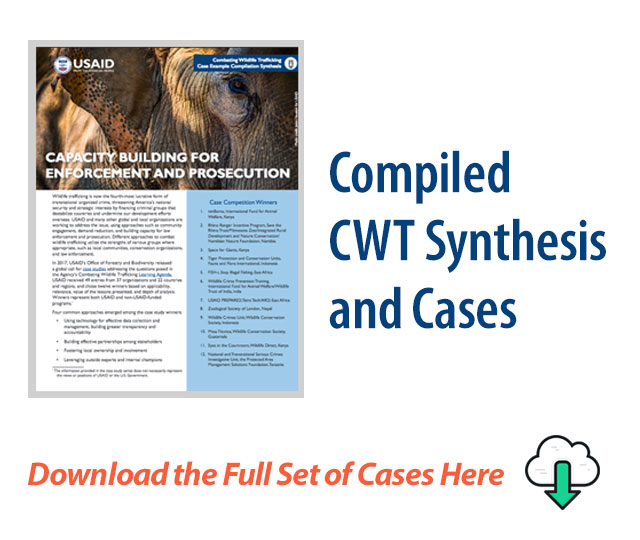 USAID
FROM THE AMERICAN PEOPLE
Combating Wildlife Trafficking
Case Example Compilation Synthesis
CAPACITY BUILDING FOR
ENFORCEMENT AND PROSECUTION
Wildlife trafficking is now the fourth-most lucrative form of
transnational organized crime, threatening America's national
security and strategic interests by financing criminal groups that
destabilize countries and undermine our development efforts
overseas. USAID and many other global and local organizations are
working to address the issue, using approaches such as community
engagement, demand reduction, and building capacity for law
enforcement and prosecution. Different approaches to combat
wildlife trafficking utilize the strengths of various groups where
appropriate, such as local communities, conservation organizations,
and law enforcement.
In 2017, USAID's Office of Forestry and Biodiversity released
a global call for case studies addressing the questions posed in
the Agency's Combating Wildlife Trafficking Learning Agenda.
USAID received 49 entries from 37 organizations and 22 countries
and regions, and chose twelve winners based on applicability,
relevance, value of the lessons presented, and depth of analysis.
Winners represent both USAID and non-USAID-funded
programs.
Four common approaches emerged among the case study winners:
• Using technology for effective data collection and
management, building greater transparency and
accountability
• Building effective partnerships among stakeholders
• Fostering local ownership and involvement
• Leveraging outside experts and internal champions
The information provided in the case study series does not necessarily represent
the views or positions of USAID or the U.S. Government.
Case Competition Winners
1. tenBoma, International Fund for Animal
Welfare, Kenya
2. Rhino Ranger Incentive Program, Save the
Rhino Trust/Minnesota Zoo/Integrated Rural
Development and Nature Conservation/
Namibia Nature Foundation, Namibia
3. Space for Giants, Kenya
4. Tiger Protection and Conservation Units,
Fauna and Flora International, Indonesia
5. FISH-i, Stop Illegal Fishing, East Africa
6. Wildlife Crime Prevention Training,
International Fund for Animal Welfare/Wildlife
Trust of India, India
7. USAID PREPARED/
East Africa
8. Zoological Society of London, Nepal
9. Wildlife Crimes Unit, Wildlife Conservation
Society, Indonesia
10. Wildlife Conservation Society,
Guatemala
11. Eyes in the Courtroom, Wildlife Direct, Kenya
12. National and Transnational Serious Crimes
Investigation Unit, the Protected Area
Management Solutions Foundation, Tanzania
Compiled
CWT Synthesis
and Cases
Download the Full Set of Cases Here